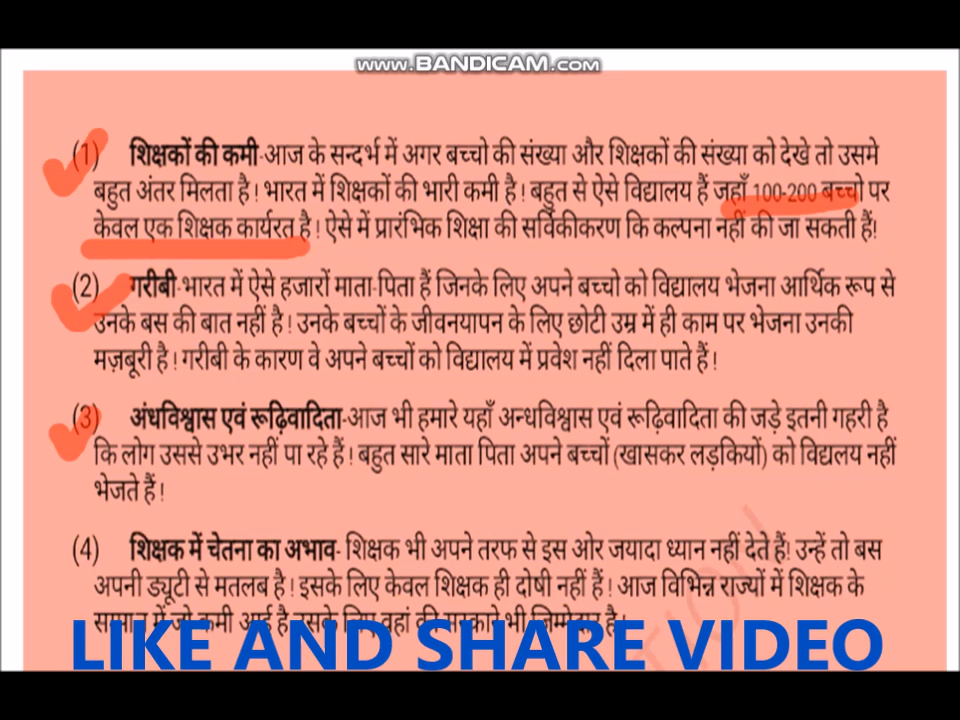 www.BANDICAM.com
(1) शिक्षकों की कमी-आज के सन्दर्भ में अगर बच्चो की संख्या और शिक्षकों की संख्या को देखे तो उसमे
बहुत अंतर मिलता है ! भारत में शिक्षकों की भारी कमी है ! बहुत से ऐसे विद्यालय हैं जहाँ 100-200 बच्चो पर
केवल एक शिक्षक कार्यरत है ! ऐसे में प्रारंभिक शिक्षा की सर्विकीकरण कि कल्पना नहीं की जा सकती हैं!
(2) गरीबी-भारत में ऐसे हजारों माता-पिता हैं जिनके लिए अपने बच्चो को विद्यालय भेजना आर्थिक रूप से
उनके बस की बात नहीं है ! उनके बच्चों के जीवनयापन के लिए छोटी उम्र में ही काम पर भेजना उनकी
मज़बूरी है ! गरीबी के कारण वे अपने बच्चों को विद्यालय में प्रवेश नहीं दिला पाते हैं !
(3) अंधविश्वास एवं रूढ़िवादिता-आज भी हमारे यहाँ अन्धविश्वास एवं रूढ़िवादिता की जड़े इतनी गहरी है
कि लोग उससे उभर नहीं पा रहे हैं ! बहुत सारे माता पिता अपने बच्चों (खासकर लड़कियों) को विद्यलय नहीं
भेजते हैं !
(4) शिक्षक में चेतना का अभाव- शिक्षक भी अपने तरफ से इस ओर जयादा ध्यान नहीं देते हैं! उन्हें तो बस
अपनी ड्यूटी से मतलब है ! इसके लिए केवल शिक्षक ही दोषी नहीं हैं ! आज विभिन्न राज्यों में शिक्षक के
में जो कमी आई है उसके लिए वहां की सरकारे भी जिम्मेदार है !
LIKE AND SHARE VIDEO